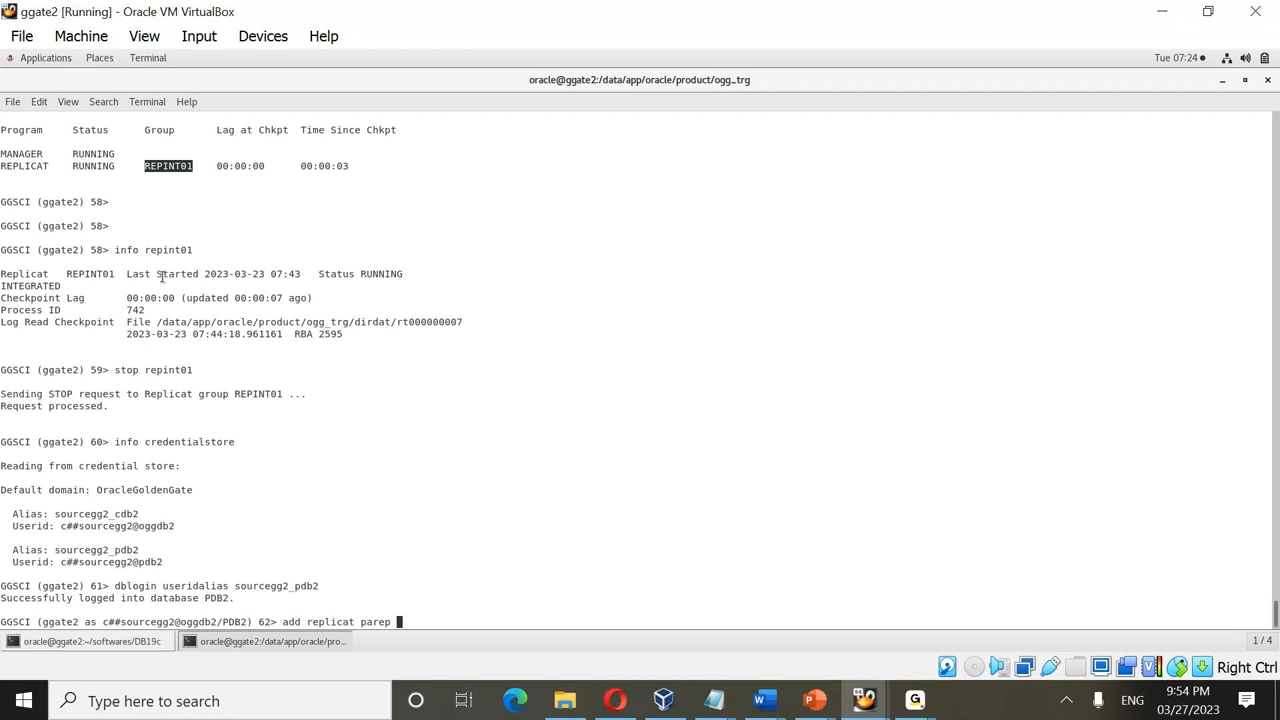 ggate2 [Running] - Oracle VM VirtualBox
File Machine View Input Devices Help
Applications Places Terminal Tue 07:24
oracle@ggate2:/data/app/oracle/product/ogg_trg
File Edit View Search Terminal Help
Program Status Group Lag at Chkpt Time Since Chkpt
MANAGER RUNNING
REPLICAT RUNNING REPINT01 00:00:00 00:00:03
GGSCI (ggate2) 58>
GGSCI (ggate2) 58>
GGSCI (ggate2) 58> info repint01
Replicat REPINT01 Last Started 2023-03-23 07:43 Status RUNNING
INTEGRATED
Checkpoint Lag 00:00:00 (updated 00:00:07 ago)
Process ID 742
Log Read Checkpoint File /data/app/oracle/product/ogg_trg/dirdat/rt000000007
2023-03-23 07:44:18.961161 RBA 2595
GGSCI (ggate2) 59> stop repint01
Sending STOP request to Replicat group REPINT01 ...
Request processed.
GGSCI (ggate2) 60> info credentialstore
Reading from credential store:
Default domain: OracleGoldenGate
Alias: sourcegg2_cdb2
Userid: c##sourcegg2@oggdb2
Alias: sourcegg2_pdb2
Userid: c##sourcegg2@pdb2
GGSCI (ggate2) 61> dblogin useridalias sourcegg2_pdb2
Successfully logged into database PDB2.
GGSCI (ggate2 as c##sourcegg2@oggdb2/PDB2) 62> add replicat parep
oracle@ggate2:~/softwares/DB19c oracle@ggate2:/data/app/oracle/pro... 1 / 4
Right Ctrl
Type here to search ENG 9:54 PM
03/27/2023